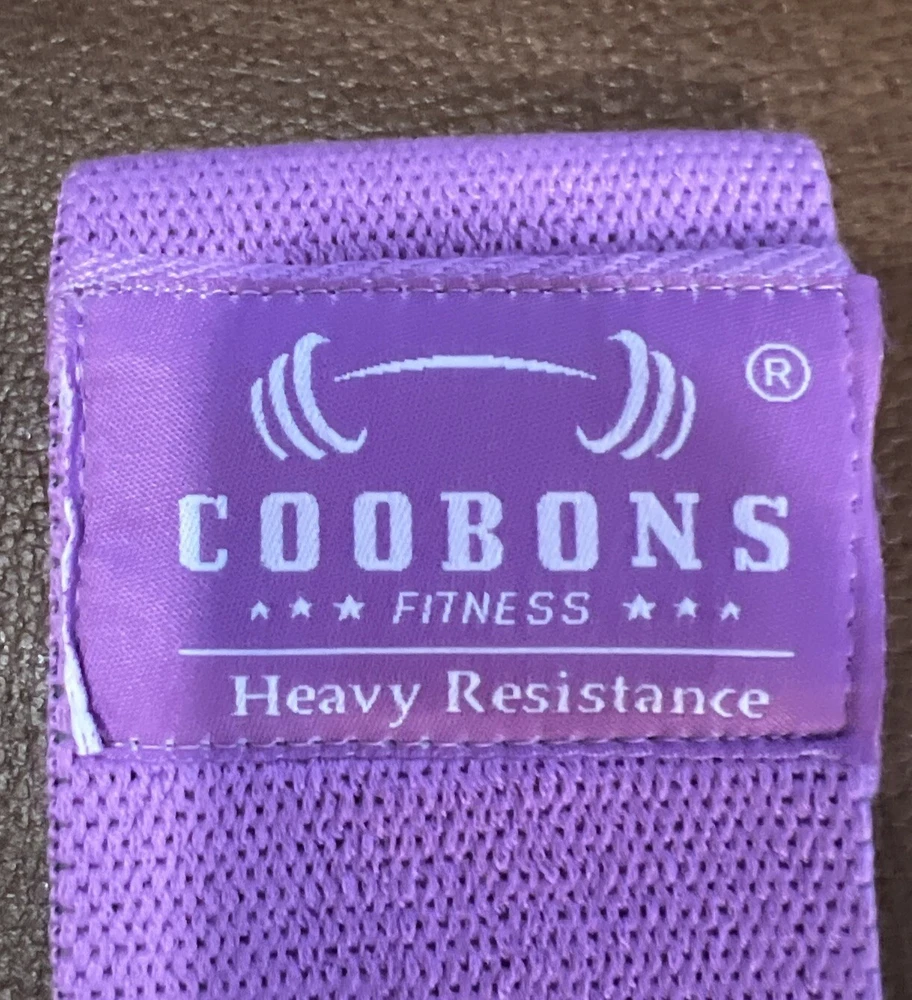 ®
COOBONS
★ ★ ★ FITNESS ★ ★ ★
Heavy Resistance